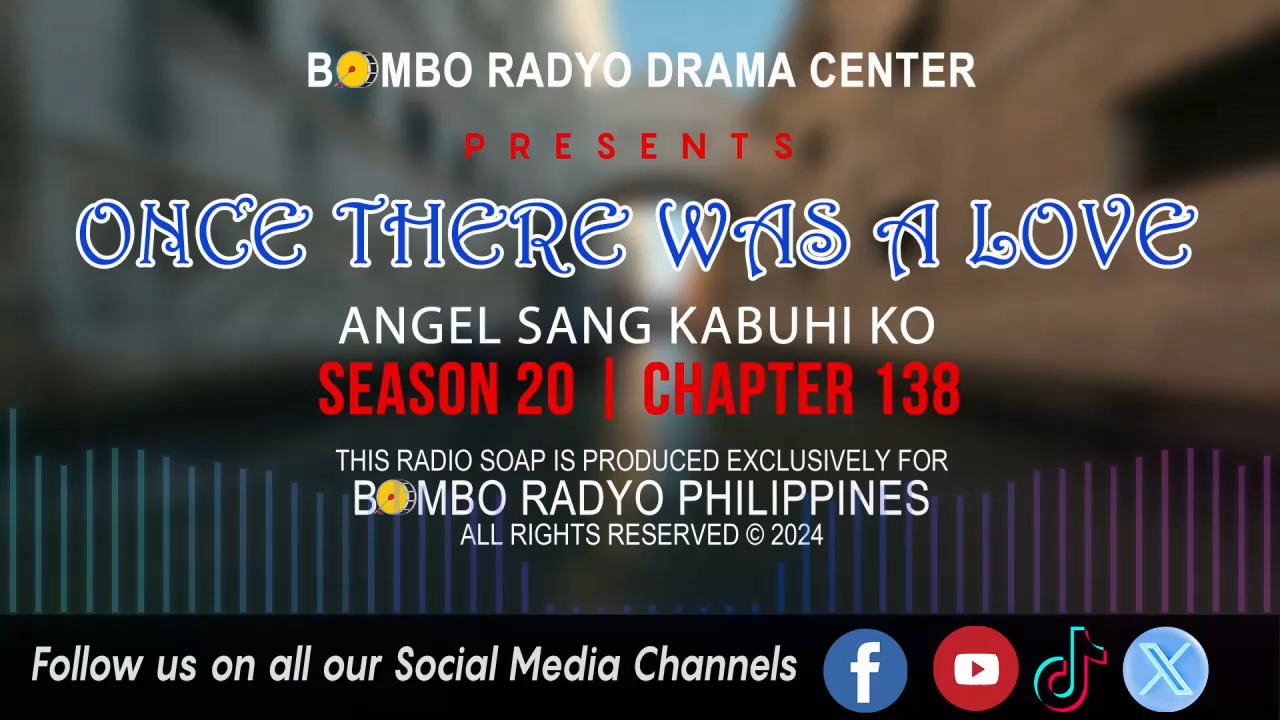 BOMBO RADYO DRAMA CENTER
PRESENTS
ONCE THERE WAS A LOVE
ANGEL SANG KABUHI KO
SEASON 20 | CHAPTER 138
THIS RADIO SOAP IS PRODUCED EXCLUSIVELY FOR
BOMBO RADYO PHILIPPINES
ALL RIGHTS RESERVED © 2024
Follow us on all our Social Media Channels